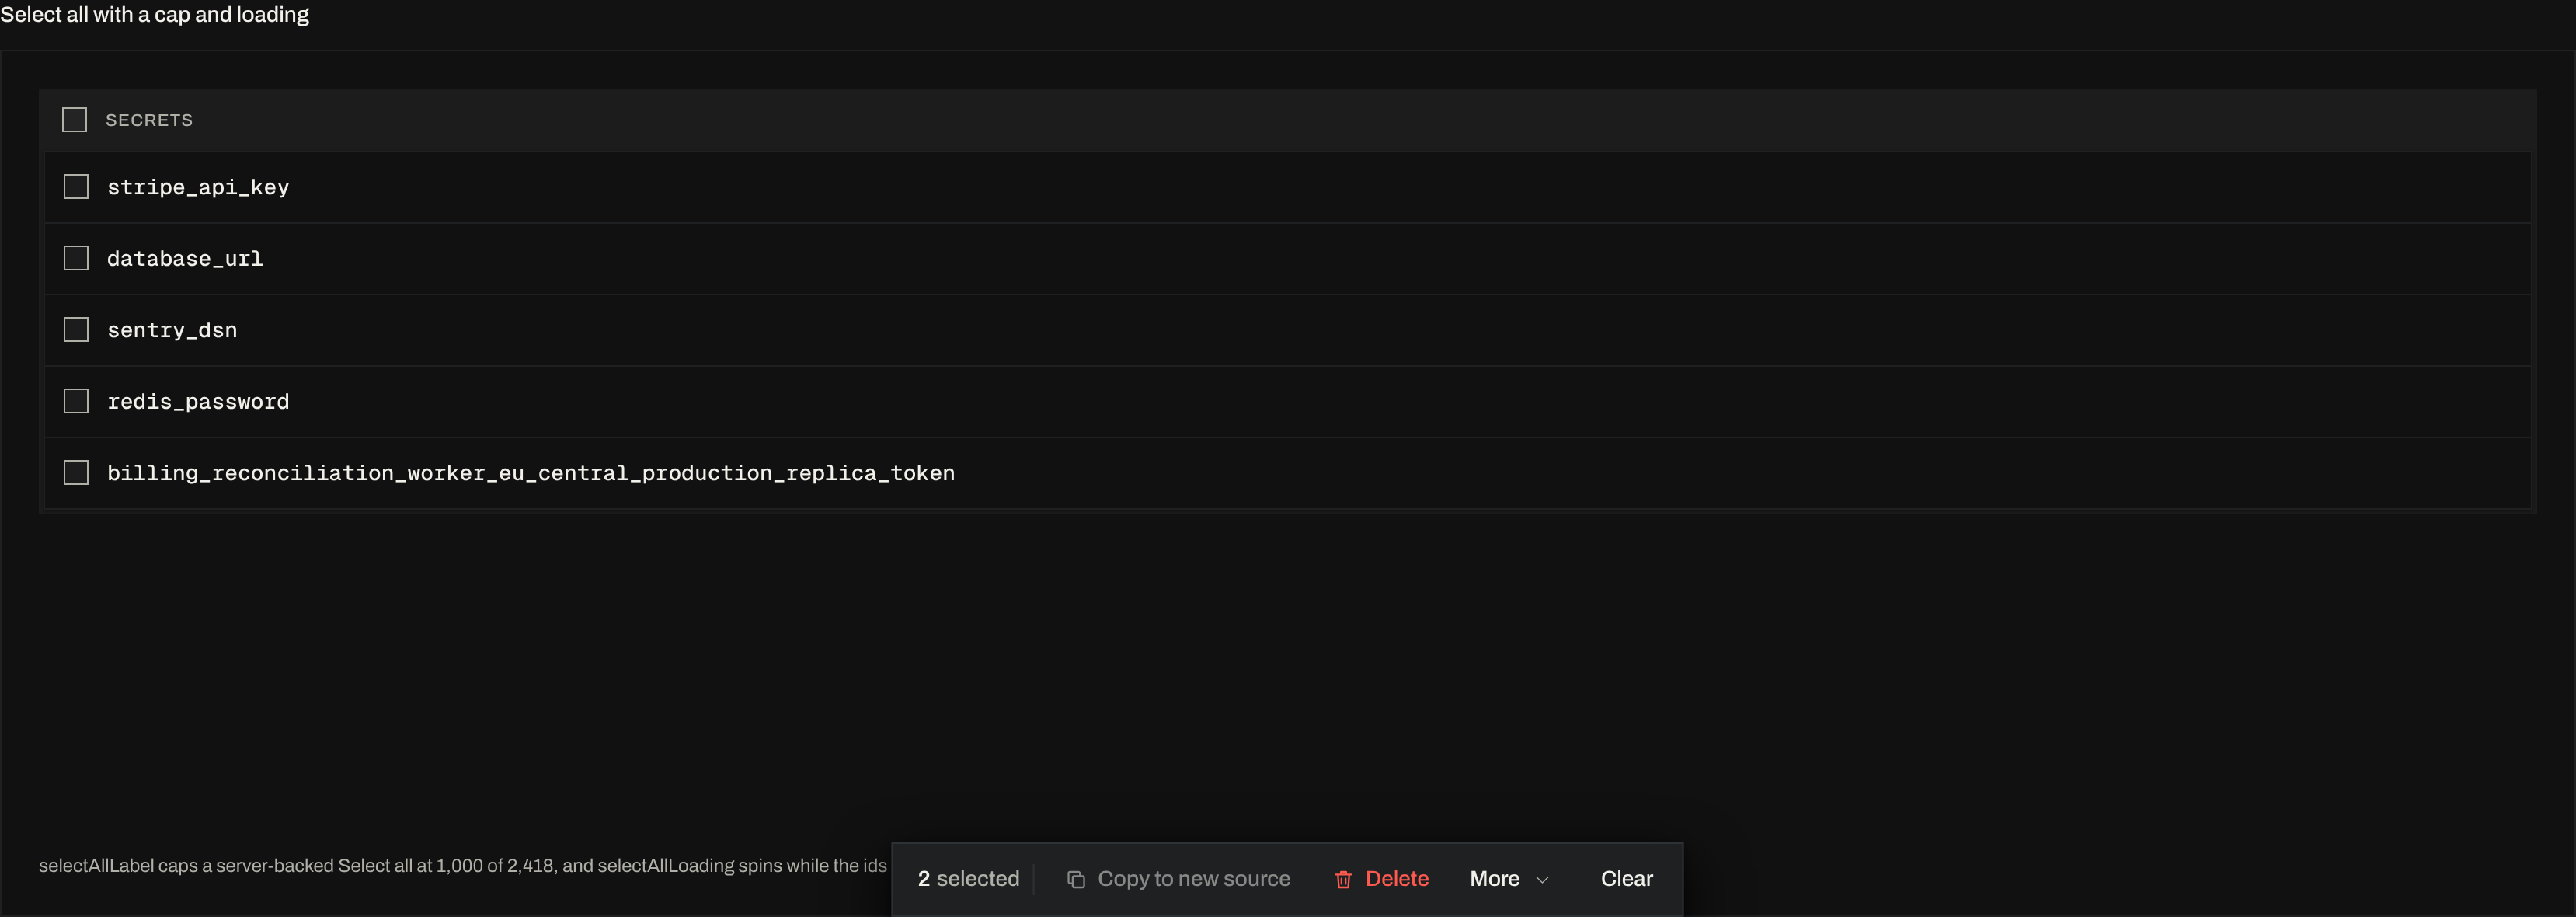 Select all with a cap and loading
SECRETS
stripe_api_key
database_url
sentry_dsn
redis_password
billing_reconciliation_worker_eu_central_production_replica_token
selectAllLabel caps a server-backed Select all at 1,000 of 2,418, and selectAllLoading spins while the ids
2 selected Copy to new source Delete More Clear